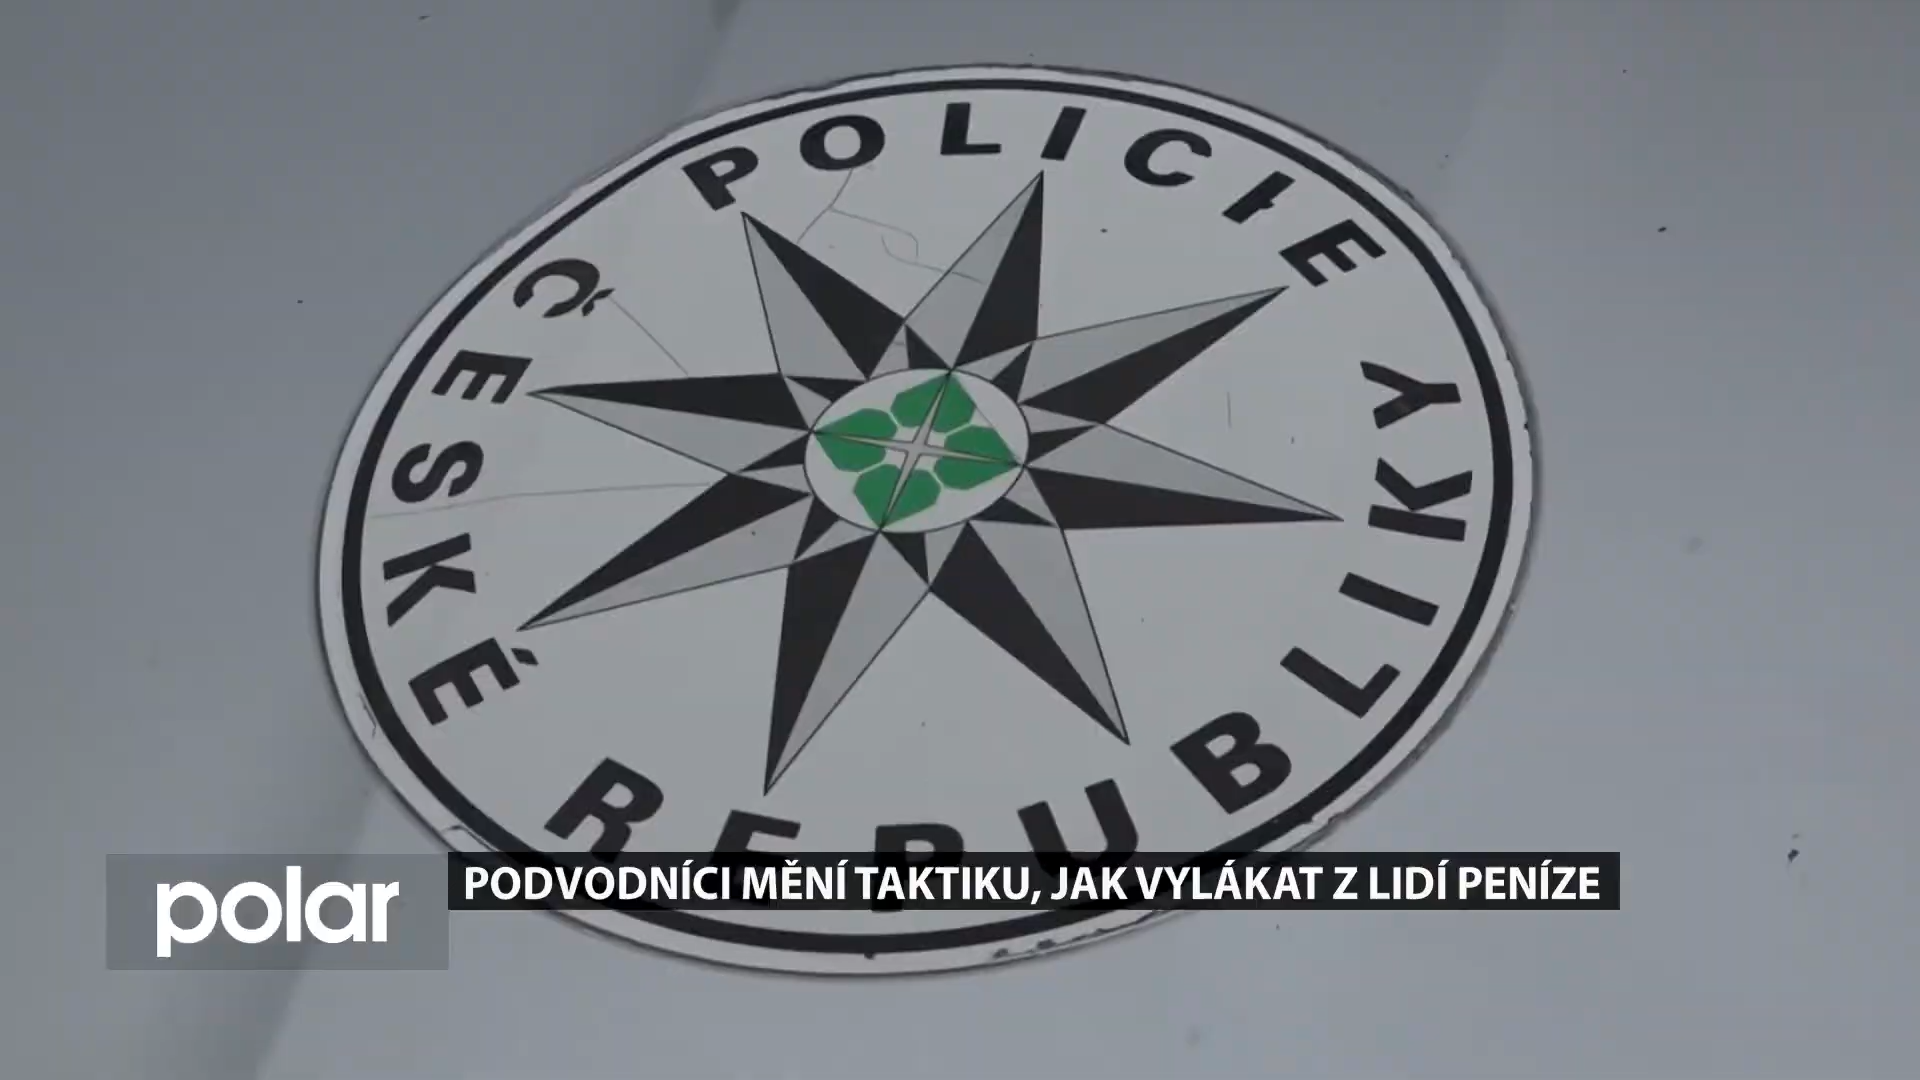 POLICIE
ČESKÉ REPUBLIKY
polar
PODVODNÍCI MĚNÍ TAKTIKU, JAK VYLÁKAT Z LIDÍ PENÍZE